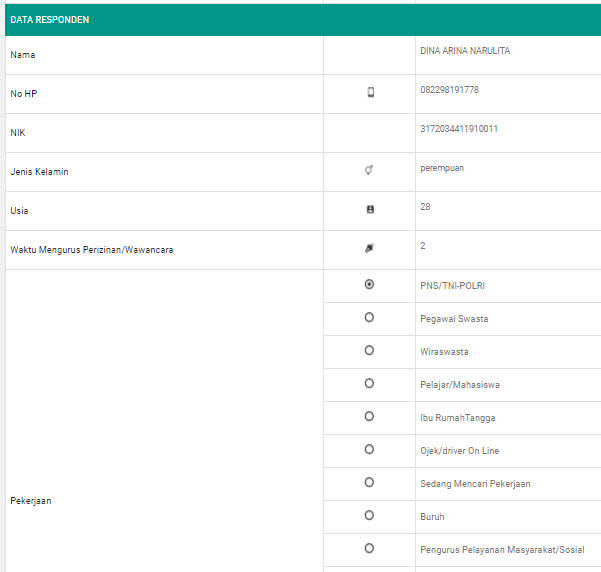 DATA RESPONDEN
Nama
DINA ARINA NARULITA
No HP
082298191778
NIK
3172034411910011
Jenis Kelamin
perempuan
Usia
28
Waktu Mengurus Perizinan/Wawancara
2
Pekerjaan
PNS/TNI-POLRI
Pegawai Swasta
Wiraswasta
Pelajar/Mahasiswa
Ibu RumahTangga
Ojek/driver On Line
Sedang Mencari Pekerjaan
Buruh
Pengurus Pelayanan Masyarakat/Sosial